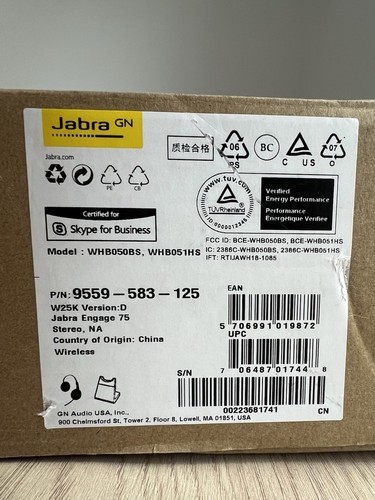 Jabra GN
Jabra.com
PE
CB
质检合格
06
PS
BC
C US
07
Certified for
Skype for Business
www.tuv.com
TÜVRheinland
ID:0000012345
Verified
Energy Performance
Performance
Énergétique Verifiée
Model : WHB050BS, WHB051HS
FCC ID: BCE-WHB050BS, BCE-WHB051HS
IC: 2386C-WHB050BS, 2386C-WHB051HS
IFT: RTIJAWH18-1085
P/N: 9559-583-125
W25K Version:D
Jabra Engage 75
Stereo, NA
Country of Origin: China
Wireless
EAN
5 706991 019872
UPC
7 06487 01744 8
S/N
00223681741
CN
GN Audio USA, Inc.,
900 Chelmsford St, Tower 2, Floor 8, Lowell, MA 01851, USA